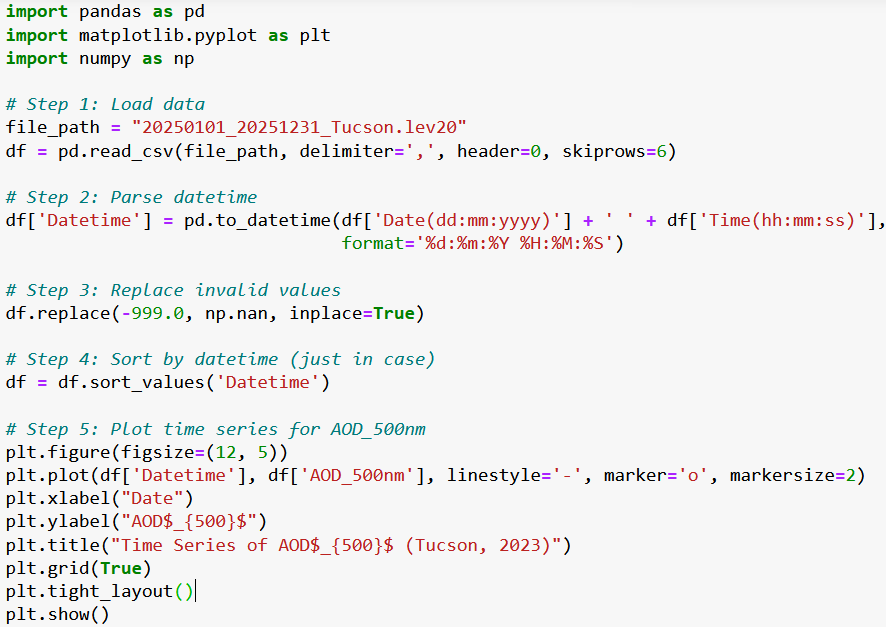 import pandas as pd
import matplotlib.pyplot as plt
import numpy as np
# Step 1: Load data
file_path = "20250101_20251231_Tucson.lev20"
df = pd.read_csv(file_path, delimiter=',', header=0, skiprows=6)
# Step 2: Parse datetime
df['Datetime'] = pd.to_datetime(df['Date(dd:mm:yyyy)'] + ' ' + df['Time(hh:mm:ss)'],
format='%d:%m:%Y %H:%M:%S')
# Step 3: Replace invalid values
df.replace(-999.0, np.nan, inplace=True)
# Step 4: Sort by datetime (just in case)
df = df.sort_values('Datetime')
# Step 5: Plot time series for AOD_500nm
plt.figure(figsize=(12, 5))
plt.plot(df['Datetime'], df['AOD_500nm'], linestyle='-', marker='o', markersize=2)
plt.xlabel("Date")
plt.ylabel("AOD$_{500}$")
plt.title("Time Series of AOD$_{500}$ (Tucson, 2023)")
plt.grid(True)
plt.tight_layout()
plt.show()